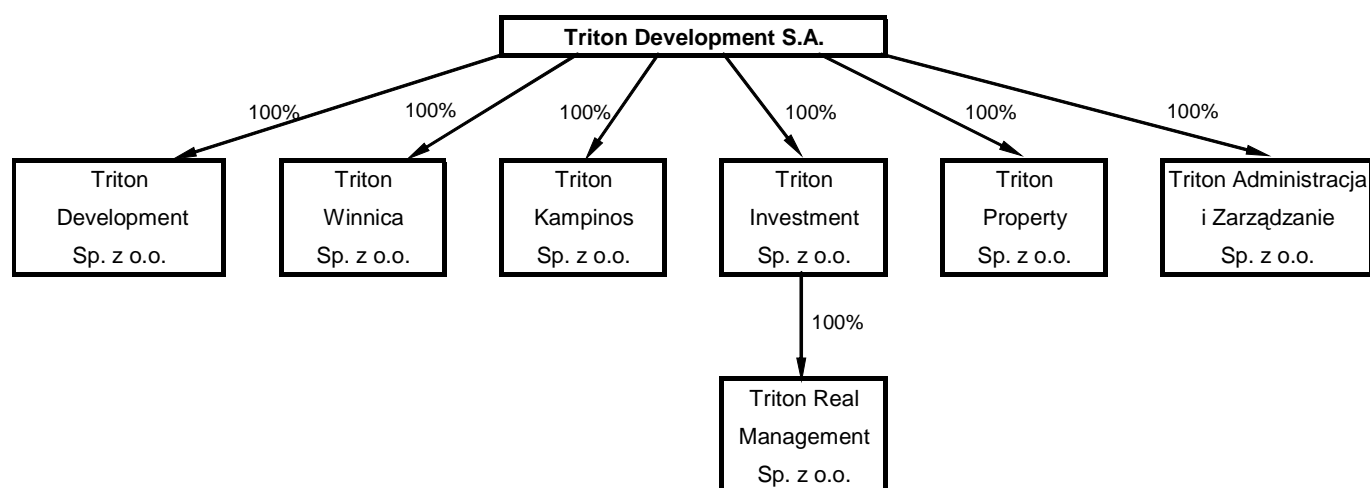 Triton Development S.A.
100%
100%
100%
100%
100%
100%
Triton
Development
Sp. z o.o.
Triton
Winnica
Sp. z o.o.
Triton
Kampinos
Sp. z o.o.
Triton
Investment
Sp. z o.o.
Triton
Property
Sp. z o.o.
Triton Administracja
i Zarządzanie
Sp. z o.o.
100%
Triton Real
Management
Sp. z o.o.